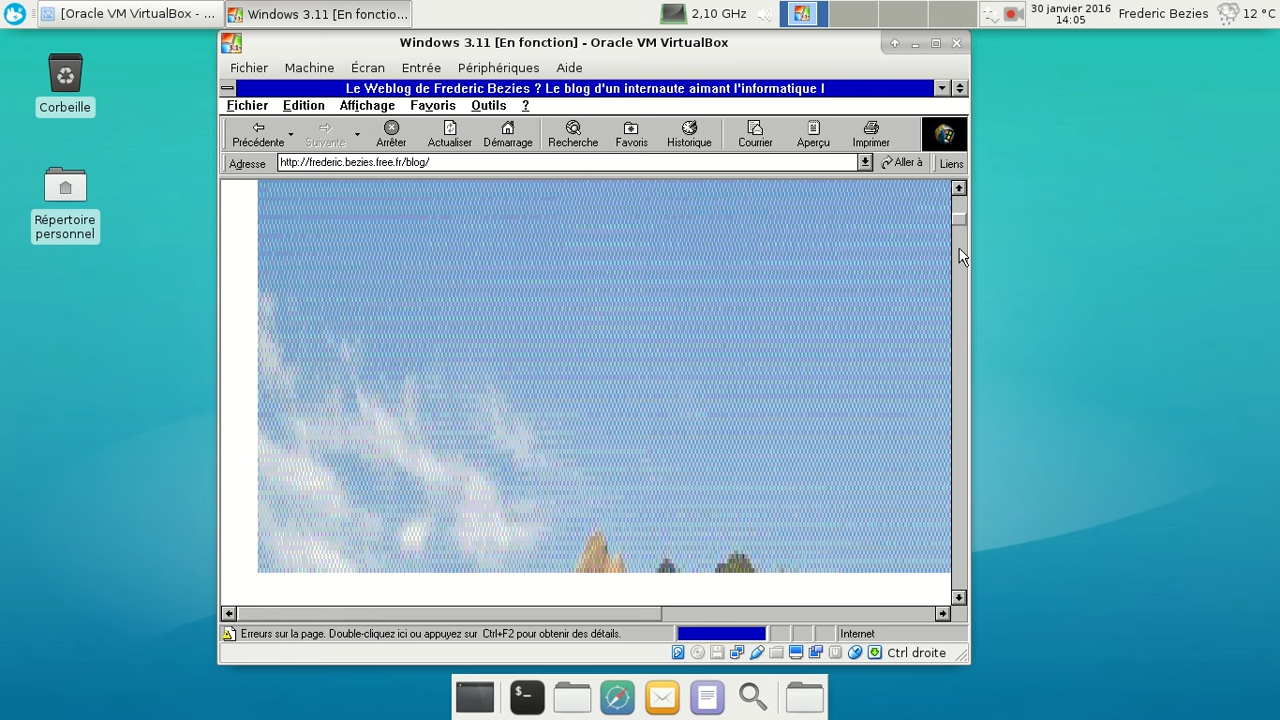 [Oracle VM VirtualBox - ...
Windows 3.11 [En fonctio...
2,10 GHz
30 janvier 2016
14:05
Frederic Bezies
12 °C
Corbeille
Répertoire
personnel
Windows 3.11 [En fonction] - Oracle VM VirtualBox
Fichier Machine Écran Entrée Périphériques Aide
Le Weblog de Frederic Bezies ? Le blog d'un internaute aimant l'informatique l
Fichier Edition Affichage Favoris Outils ?
Précédente Suivante Arrêter Actualiser Démarrage Recherche Favoris Historique Courrier Aperçu Imprimer
Adresse http://frederic.bezies.free.fr/blog/ Aller à Liens
Erreurs sur la page. Double-cliquez ici ou appuyez sur Ctrl+F2 pour obtenir des détails. Internet
Ctrl droite